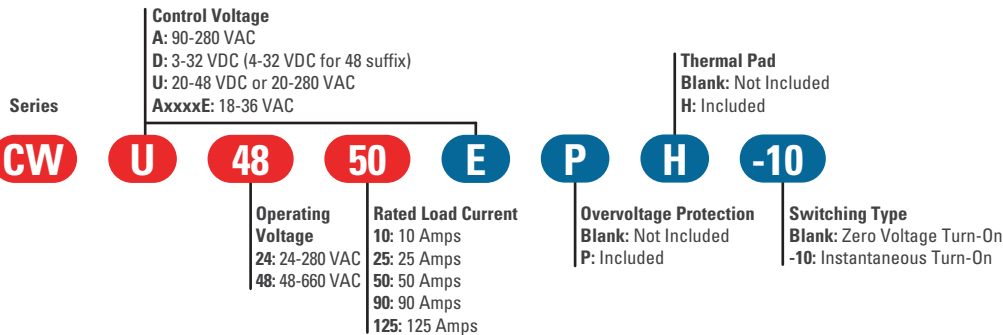 Control Voltage
A: 90-280 VAC
D: 3-32 VDC (4-32 VDC for 48 suffix)
U: 20-48 VDC or 20-280 VAC
AxxxxE: 18-36 VAC
Thermal Pad
Blank: Not Included
H: Included
Series
CW U 48 50 E P H -10
Operating
Voltage
24: 24-280 VAC
48: 48-660 VAC
Rated Load Current
10: 10 Amps
25: 25 Amps
50: 50 Amps
90: 90 Amps
125: 125 Amps
Overvoltage Protection
Blank: Not Included
P: Included
Switching Type
Blank: Zero Voltage Turn-On
-10: Instantaneous Turn-On